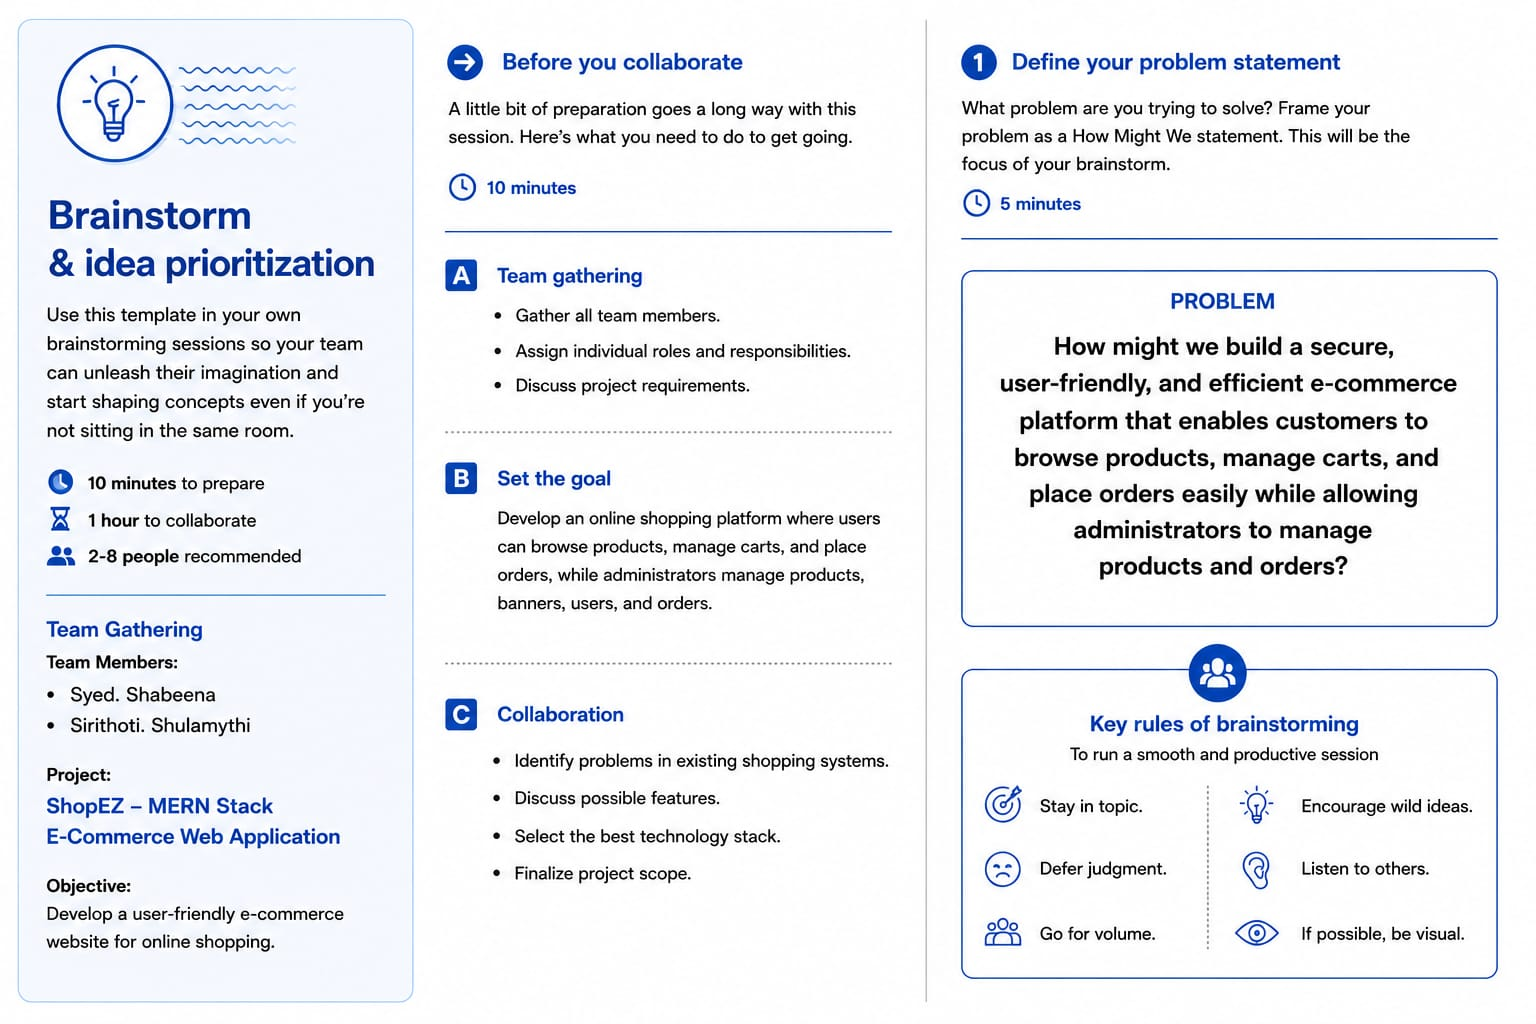 Brainstorm
& idea prioritization
Use this template in your own
brainstorming sessions so your team
can unleash their imagination and
start shaping concepts even if you're
not sitting in the same room.
10 minutes to prepare
1 hour to collaborate
2-8 people recommended
Team Gathering
Team Members:
• Syed. Shabeena
• Sirithoti. Shulamythi
Project:
ShopEZ – MERN Stack
E-Commerce Web Application
Objective:
Develop a user-friendly e-commerce
website for online shopping.
Before you collaborate
A little bit of preparation goes a long way with this
session. Here's what you need to do to get going.
10 minutes
A Team gathering
• Gather all team members.
• Assign individual roles and responsibilities.
• Discuss project requirements.
B Set the goal
Develop an online shopping platform where users
can browse products, manage carts, and place
orders, while administrators manage products,
banners, users, and orders.
C Collaboration
• Identify problems in existing shopping systems.
• Discuss possible features.
• Select the best technology stack.
• Finalize project scope.
1 Define your problem statement
What problem are you trying to solve? Frame your
problem as a How Might We statement. This will be the
focus of your brainstorm.
5 minutes
PROBLEM
How might we build a secure,
user-friendly, and efficient e-commerce
platform that enables customers to
browse products, manage carts, and
place orders easily while allowing
administrators to manage
products and orders?
Key rules of brainstorming
To run a smooth and productive session
Stay in topic.
Encourage wild ideas.
Defer judgment.
Listen to others.
Go for volume.
If possible, be visual.